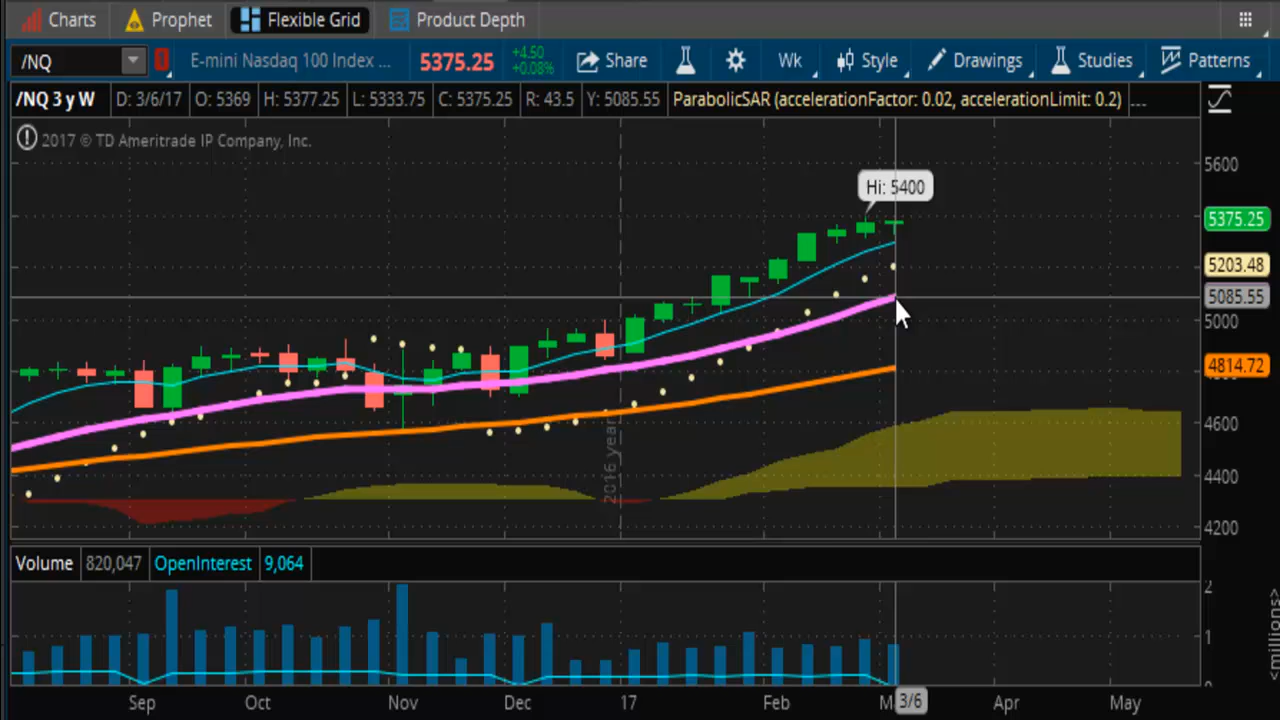 Charts Prophet Flexible Grid Product Depth
/NQ E-mini Nasdaq 100 Index ... 5375.25 +4.50 +0.08% Share Wk Style Drawings Studies Patterns
/NQ 3 y W D: 3/6/17 O: 5369 H: 5377.25 L: 5333.75 C: 5375.25 R: 43.5 Y: 5085.55 ParabolicSAR (accelerationFactor: 0.02, accelerationLimit: 0.2) ...
2017 © TD Ameritrade IP Company, Inc.
5600
Hi: 5400
5375.25
5203.48
5085.55
5000
4814.72
4600
4400
4200
2016 year
Volume 820,047 OpenInterest 9,064
2
1
0
<millions>
Sep Oct Nov Dec 17 Feb 3/6 Apr May